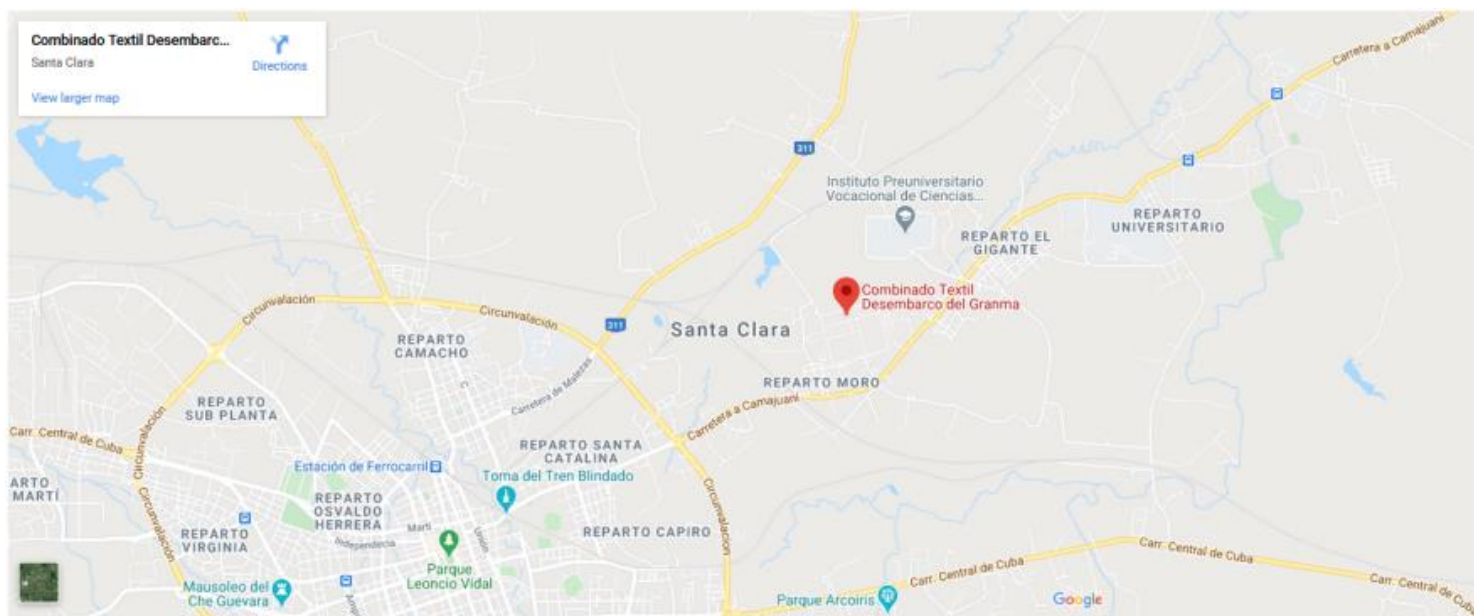 Combinado Textil Desembarc...
Santa Clara
Directions
View larger map
Carretera a Camajuaní
311
Instituto Preuniversitario
Vocacional de Ciencias...
REPARTO
UNIVERSITARIO
REPARTO EL
GIGANTE
Combinado Textil
Desembarco del Granma
Circunvalación
Circunvalación
311
Santa Clara
REPARTO
CAMACHO
C
Carretera de Malezas
REPARTO MORO
Carretera a Camajuaní
REPARTO
SUB PLANTA
Carr. Central de Cuba
Circunvalación
REPARTO SANTA
CATALINA
Estación de Ferrocarril
Toma del Tren Blindado
Circunvalacion
ARTO
MARTÍ
REPARTO
OSVALDO
HERRERA
Circunvalación
REPARTO
VIRGINIA
Martí
Independecia
Unión
REPARTO CAPIRO
Carr. Central de Cuba
Carr. Central de Cuba
Carr. Central de Cuba
Parque
Leoncio Vidal
Mausoleo del
Che Guevara
Parque Arcoiris
Google